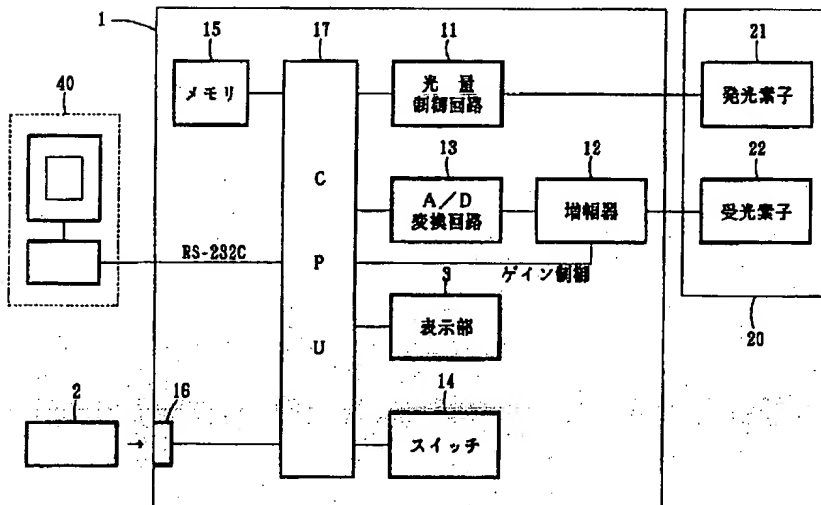 1
15
17
11
21
メモリ
光 量
制御回路
発光素子
40
13
12
22
C
P
U
A/D
変換回路
増幅器
受光素子
RS-232C
ゲイン制御
3
表示部
20
2
16
14
スイッチ